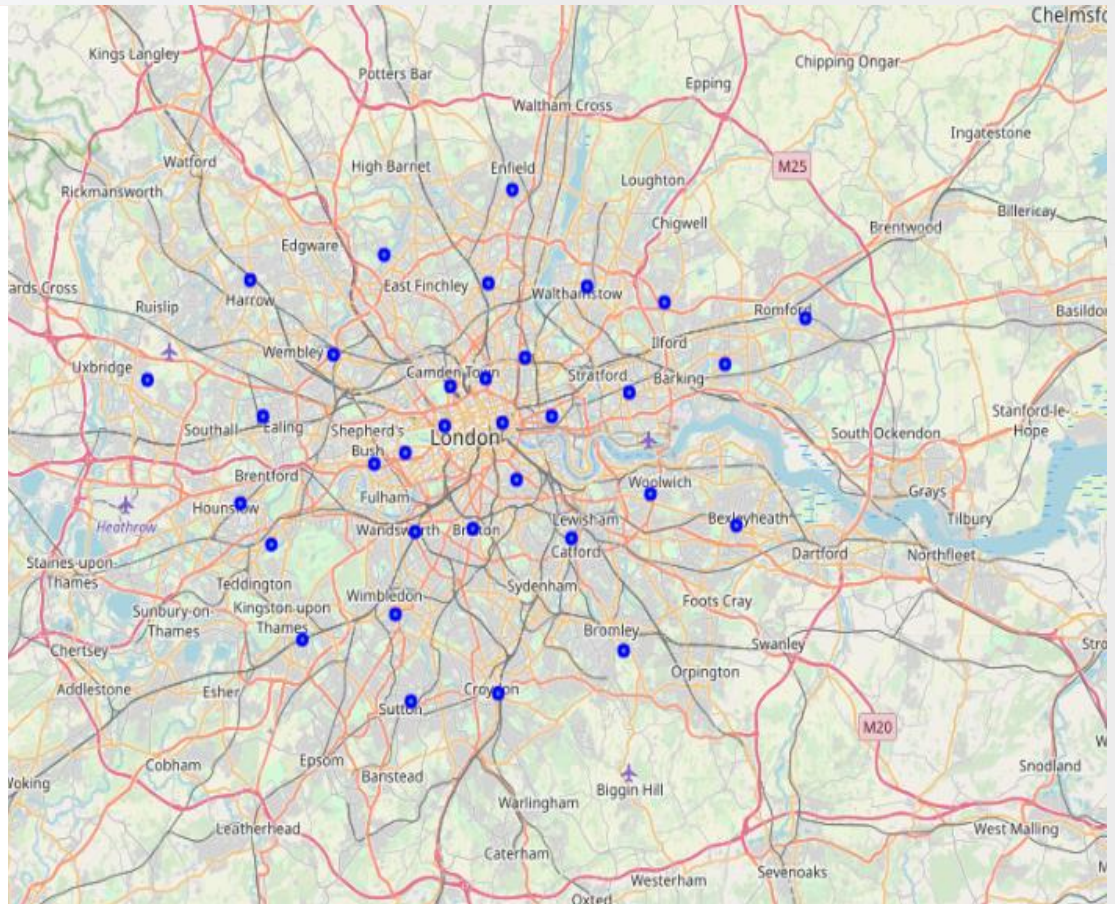 Chelmsfo
Kings Langley
Potters Bar
Chipping Ongar
Epping
Waltham Cross
Ingatestone
Watford
High Barnet
Enfield
M25
Rickmansworth
Loughton
Billericay
Chigwell
Brentwood
Edgware
East Finchley
ards Cross
Ruislip
Harrow
Walthamstow
Romford
Basildo
Wembley
Ilford
Uxbridge
Camden Town
Stratford
Barking
Southall
Ealing
Shepherd's
Bush
London
Stanford-le-
Hope
South Ockendon
Brentford
Woolwich
Grays
Fulham
Heathrow
Hounslow
Wandsworth
Brixton
Lewisham
Bexleyheath
Tilbury
Catford
Dartford
Northfleet
Staines-upon-
Thames
Teddington
Sydenham
Wimbledon
Foots Cray
Sunbury-on-
Thames
Kingston upon
Thames
Bromley
Swanley
Stro
Chertsey
Orpington
Addlestone
Esher
Croydon
Sutton
M20
Epsom
Cobham
Banstead
Snodland
Woking
Biggin Hill
Warlingham
Leatherhead
West Malling
Caterham
Sevenoaks
Westerham
Oxted